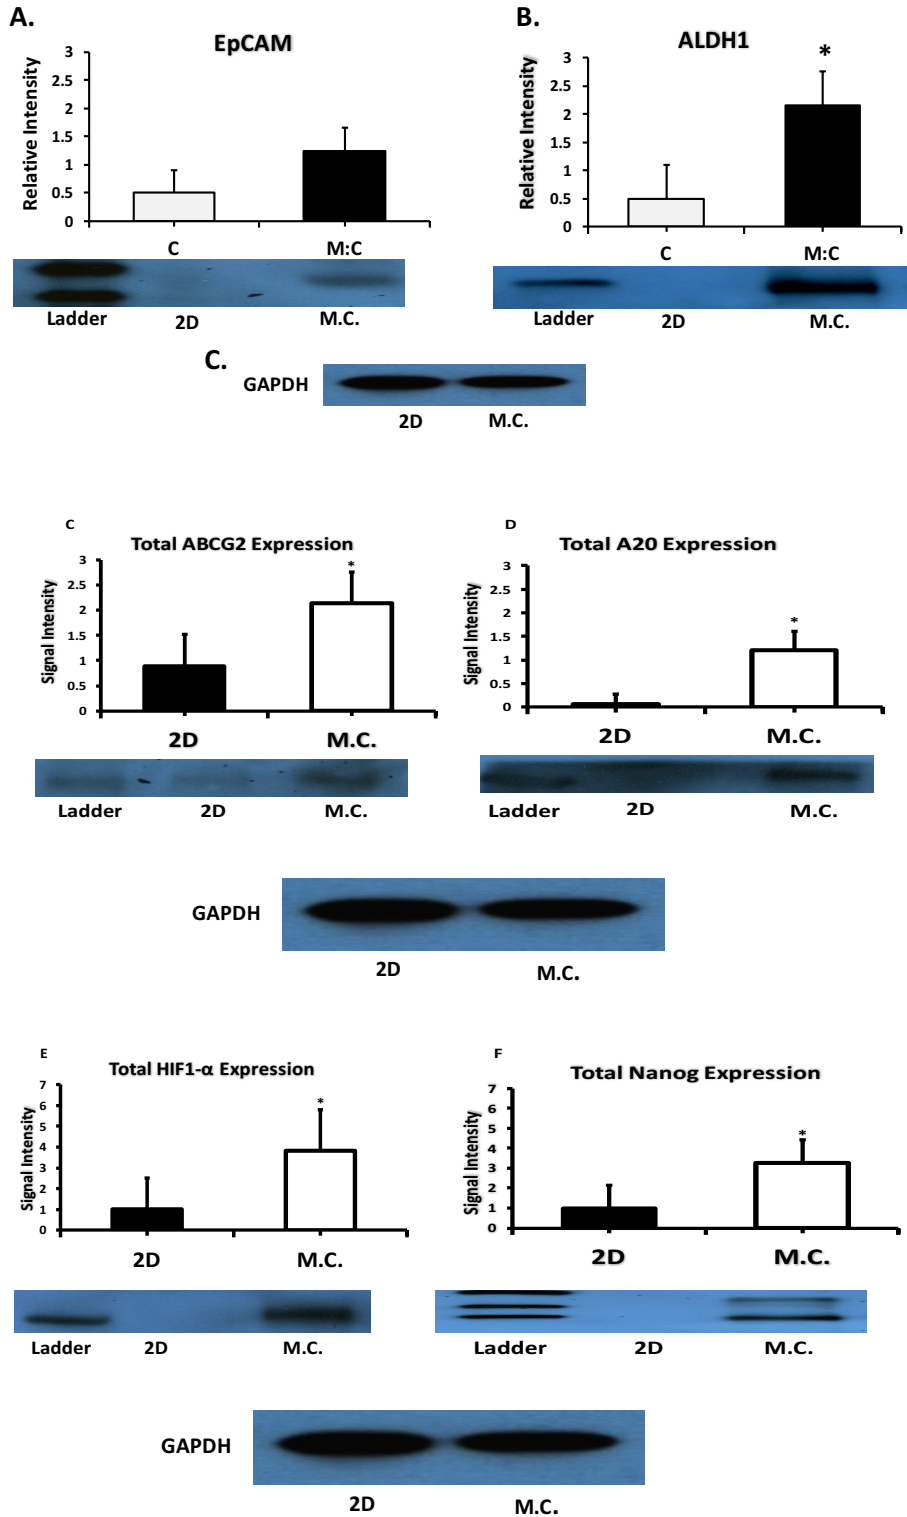 A.
EpCAM
Relative Intensity
3
2.5
2
1.5
1
0.5
0
C M:C
Ladder 2D M.C.
B.
ALDH1
*
Relative Intensity
3
2.5
2
1.5
1
0.5
0
C M:C
Ladder 2D M.C.
C.
GAPDH
2D M.C.
C
Total ABCG2 Expression
*
Signal Intensity
3
2.5
2
1.5
1
0.5
0
2D M.C.
Ladder 2D M.C.
D
Total A20 Expression
*
Signal Intensity
3
2.5
2
1.5
1
0.5
0
2D M.C.
Ladder 2D M.C.
GAPDH
2D M.C.
E
Total HIF1-α Expression
*
Signal Intensity
7
6
5
4
3
2
1
0
2D M.C.
Ladder 2D M.C.
F
Total Nanog Expression
*
Signal Intensity
7
6
5
4
3
2
1
0
2D M.C.
Ladder 2D M.C.
GAPDH
2D M.C.